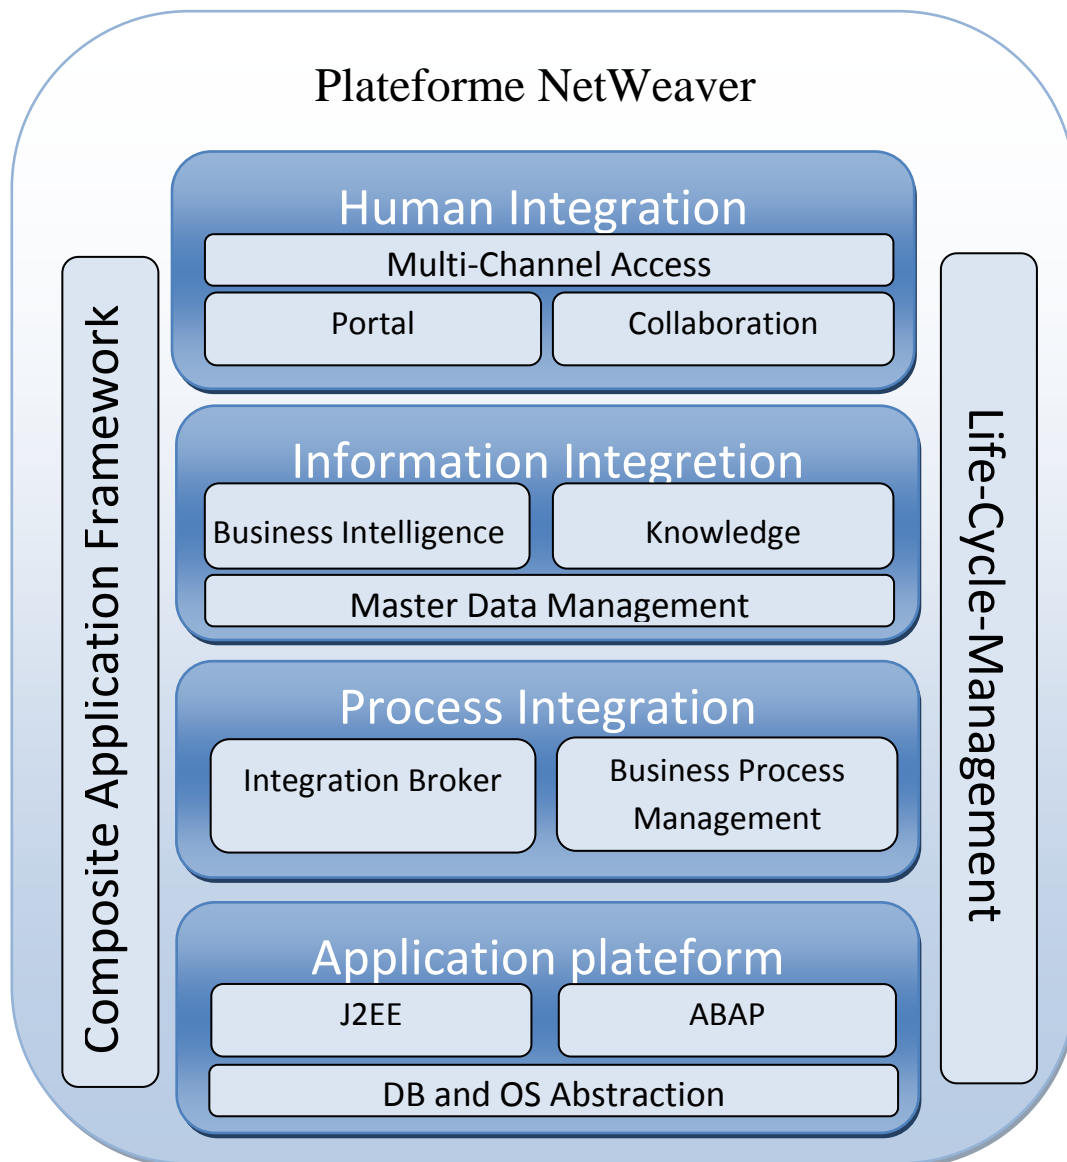 Plateforme NetWeaver
Composite Application Framework
Human Integration
Multi-Channel Access
Portal
Collaboration
Information Integretion
Business Intelligence
Knowledge
Master Data Management
Process Integration
Integration Broker
Business Process
Management
Application plateform
J2EE
ABAP
DB and OS Abstraction
Life-Cycle-Management